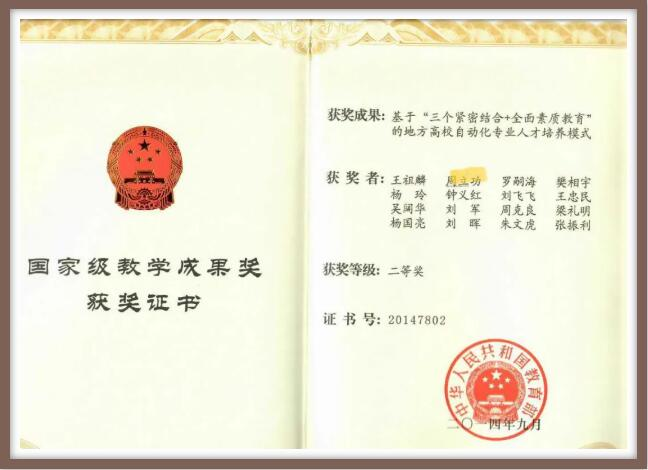 国家级教学成果奖
获奖证书
获奖成果：基于“三个紧密结合+全面素质教育”
的地方高校自动化专业人才培养模式
获 奖 者：王祖麟 周立功 罗嗣海 樊相宇
杨 玲 钟义红 刘飞飞 王忠民
吴闽华 刘 军 周克良 梁礼明
杨国亮 刘 晖 朱文虎 张振利
获奖等级：二等奖
证 书 号：20147802
中华人民共和国教育部
二〇一四年九月